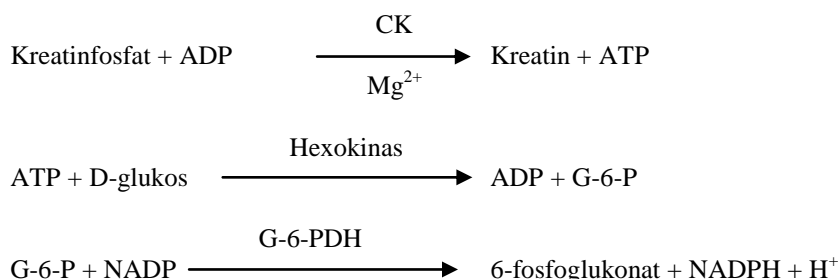 CK
Kreatinfosfat + ADP Kreatin + ATP
Mg²⁺
Hexokinas
ATP + D-glukos ADP + G-6-P
G-6-PDH
G-6-P + NADP 6-fosfoglukonat + NADPH + H⁺